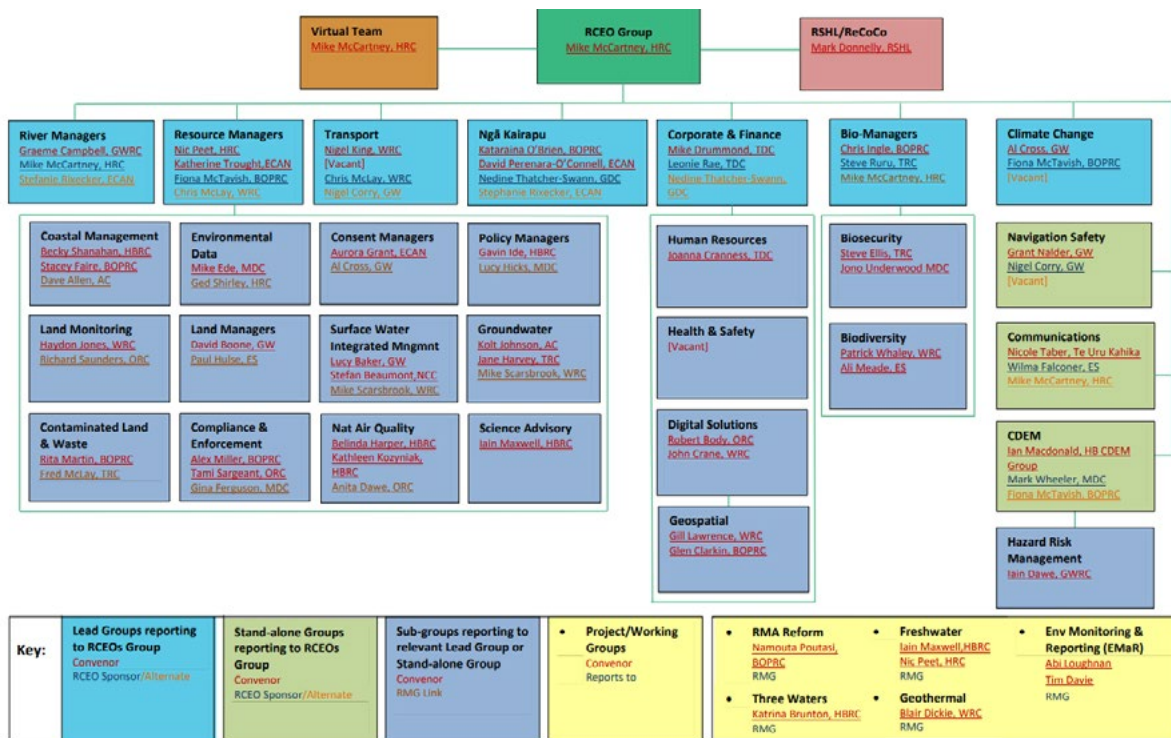 Virtual Team
Mike McCartney, HRC
RCEO Group
Mike McCartney, HRC
RSHL/ReCoCo
Mark Donnelly, RSHL
River Managers
Graeme Campbell, GWRC
Mike McCartney, HRC
Stefanie Rixecker, ECAN
Resource Managers
Nic Peet, HRC
Katherine Trought,ECAN
Fiona McTavish, BOPRC
Chris McLay, WRC
Transport
Nigel King, WRC
[Vacant]
Chris McLay, WRC
Nigel Corry, GW
Ngā Kairapu
Kataraina O'Brien, BOPRC
David Perenara-O'Connell, ECAN
Nedine Thatcher-Swann, GDC
Stephanie Rixecker, ECAN
Corporate & Finance
Mike Drummond, TDC
Leonie Rae, TDC
Nedine Thatcher-Swann,
GDC
Bio-Managers
Chris Ingle, BOPRC
Steve Ruru, TRC
Mike McCartney, HRC
Climate Change
Al Cross, GW
Fiona McTavish, BOPRC
[Vacant]
Coastal Management
Becky Shanahan, HBRC
Stacey Faire, BOPRC
Dave Allen, AC
Environmental
Data
Mike Ede, MDC
Ged Shirley, HRC
Consent Managers
Aurora Grant, ECAN
Al Cross, GW
Policy Managers
Gavin Ide, HBRC
Lucy Hicks, MDC
Human Resources
Joanna Cranness, TDC
Biosecurity
Steve Ellis, TRC
Jono Underwood MDC
Navigation Safety
Grant Nalder, GW
Nigel Corry, GW
[Vacant]
Land Monitoring
Haydon Jones, WRC
Richard Saunders, ORC
Land Managers
David Boone, GW
Paul Hulse, ES
Surface Water
Integrated Mngmnt
Lucy Baker, GW
Stefan Beaumont,NCC
Mike Scarsbrook, WRC
Groundwater
Kolt Johnson, AC
Jane Harvey, TRC
Mike Scarsbrook, WRC
Health & Safety
[Vacant]
Biodiversity
Patrick Whaley, WRC
Ali Meade, ES
Communications
Nicole Taber, Te Uru Kahika
Wilma Falconer, ES
Mike McCartney, HRC
Contaminated Land
& Waste
Rita Martin, BOPRC
Fred McLay, TRC
Compliance &
Enforcement
Alex Miller, BOPRC
Tami Sargeant, ORC
Gina Ferguson, MDC
Nat Air Quality
Belinda Harper, HBRC
Kathleen Kozyniak,
HBRC
Anita Dawe, ORC
Science Advisory
Iain Maxwell, HBRC
Digital Solutions
Robert Body, ORC
John Crane, WRC
CDEM
Ian Macdonald, HB CDEM
Group
Mark Wheeler, MDC
Fiona McTavish, BOPRC
Geospatial
Gill Lawrence, WRC
Glen Clarkin, BOPRC
Hazard Risk
Management
Iain Dawe, GWRC
Key:
Lead Groups reporting
to RCEOs Group
Convenor
RCEO Sponsor/Alternate
Stand-alone Groups
reporting to RCEOs
Group
Convenor
RCEO Sponsor/Alternate
Sub-groups reporting to
relevant Lead Group or
Stand-alone Group
Convenor
RMG Link
• Project/Working
Groups
Convenor
Reports to
• RMA Reform
Namouta Poutasi,
BOPRC
RMG
• Three Waters
Katrina Brunton, HBRC
RMG
• Freshwater
Iain Maxwell,HBRC
Nic Peet, HRC
RMG
• Geothermal
Blair Dickie, WRC
RMG
• Env Monitoring &
Reporting (EMaR)
Abi Loughnan
Tim Davie
RMG